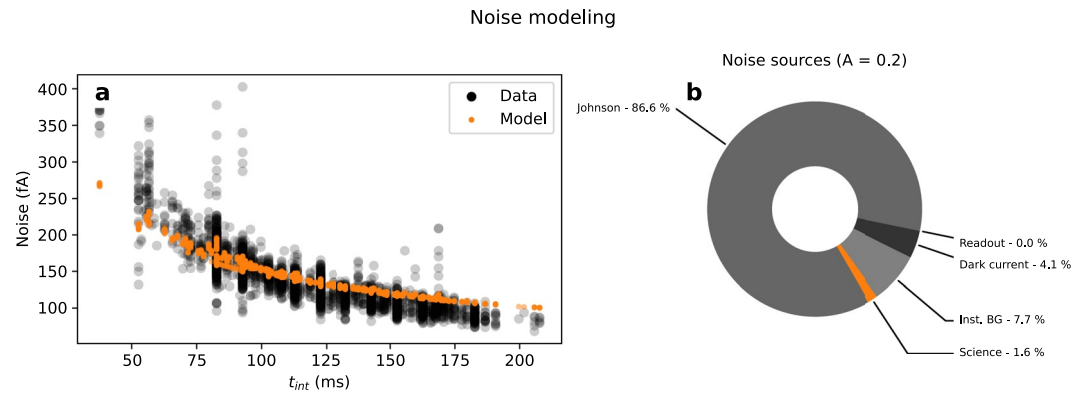 Noise modeling
a
Data
Model
Noise (fA)
400
350
300
250
200
150
100
50
75
100
125
150
175
200
t_int (ms)
Noise sources (A = 0.2)
b
Johnson - 86.6 %
Readout - 0.0 %
Dark current - 4.1 %
Inst. BG - 7.7 %
Science - 1.6 %